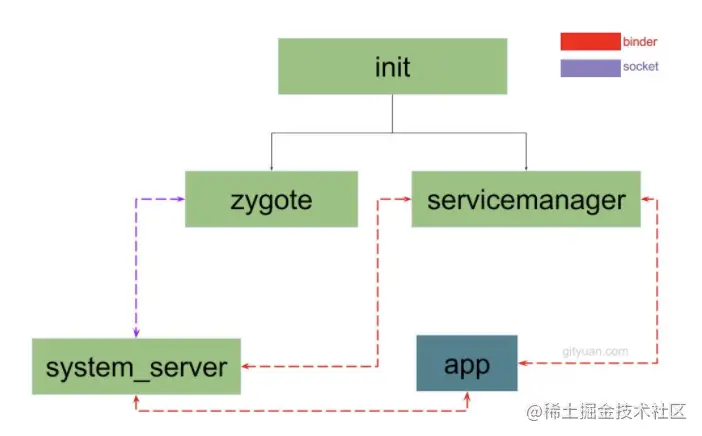 init
binder
socket
zygote
servicemanager
system_server
app
gityuan.com
@稀土掘金技术社区